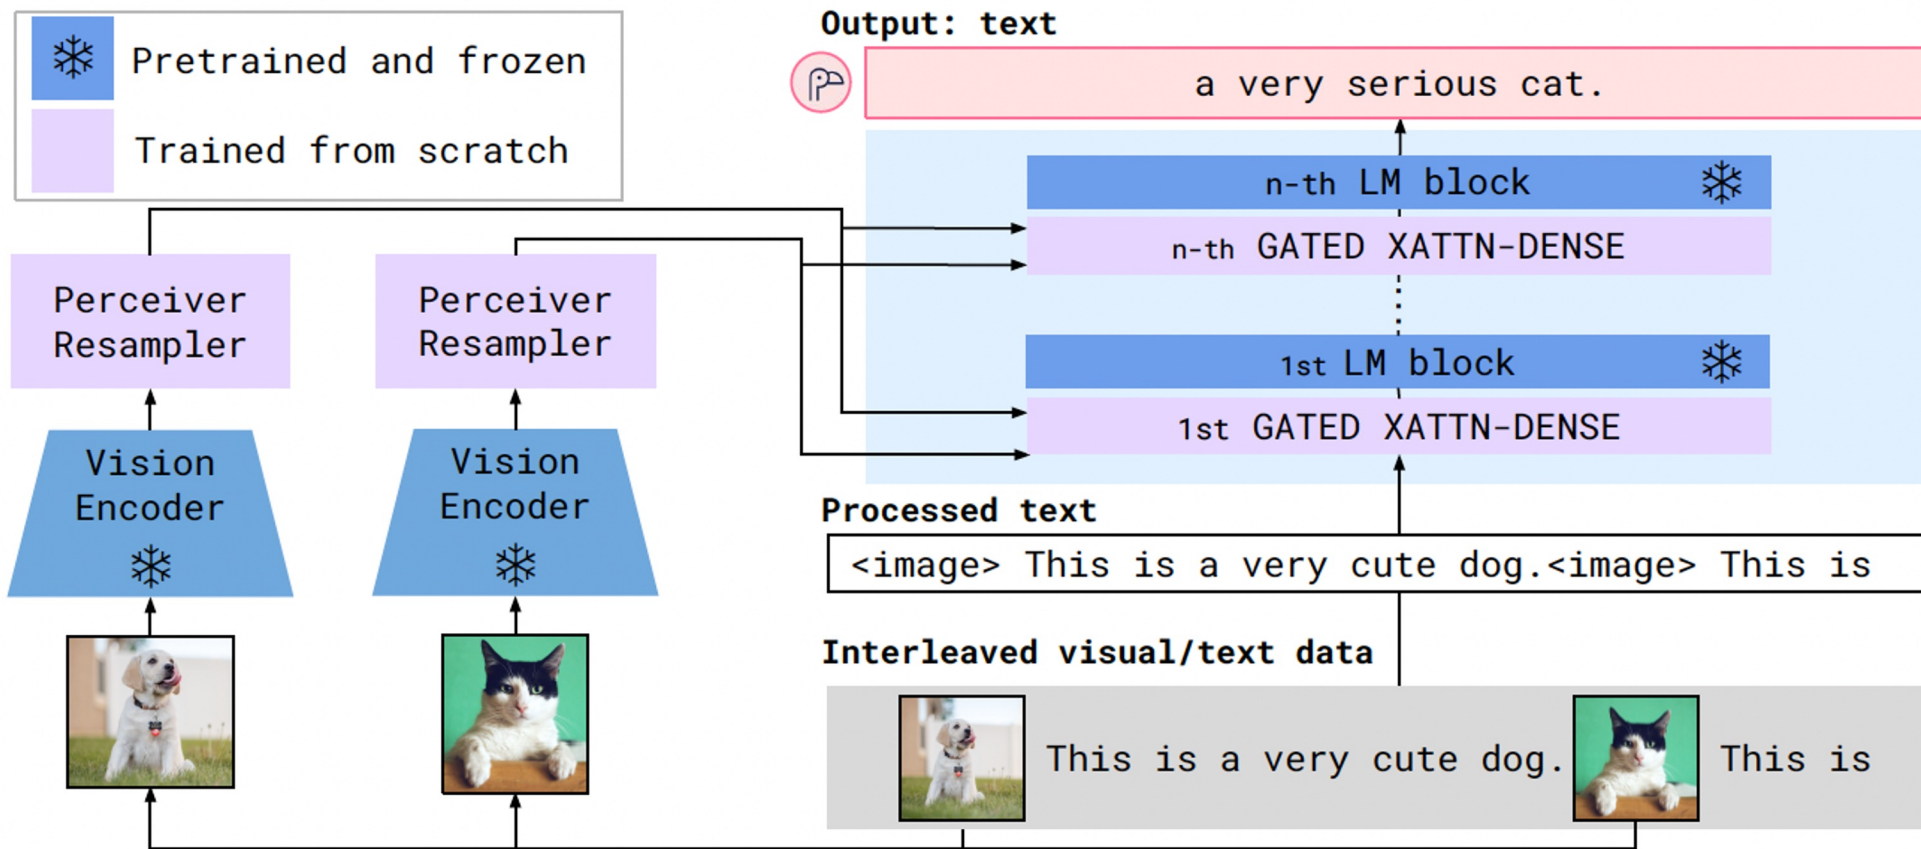 Pretrained and frozen
Trained from scratch
Perceiver
Resampler
Vision
Encoder
Perceiver
Resampler
Vision
Encoder
Output: text
a very serious cat.
n-th LM block
n-th GATED XATTN-DENSE
1st LM block
1st GATED XATTN-DENSE
Processed text
<image> This is a very cute dog.<image> This is
Interleaved visual/text data
This is a very cute dog. This is